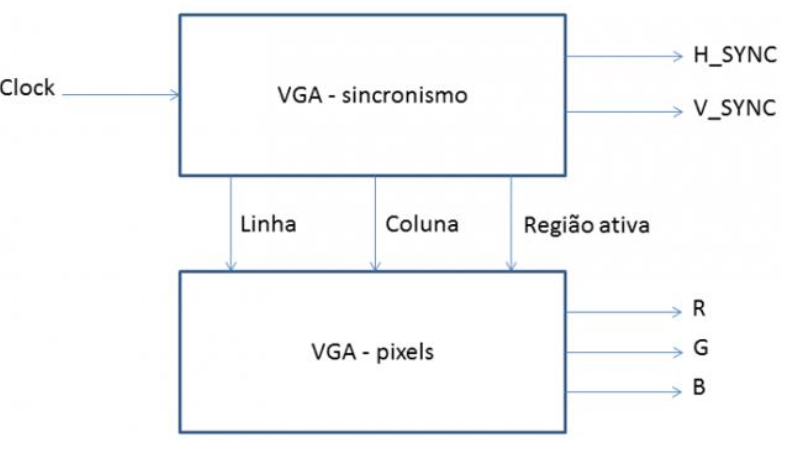 H_SYNC
Clock
VGA - sincronismo
V_SYNC
Linha
Coluna
Região ativa
R
VGA - pixels
G
B